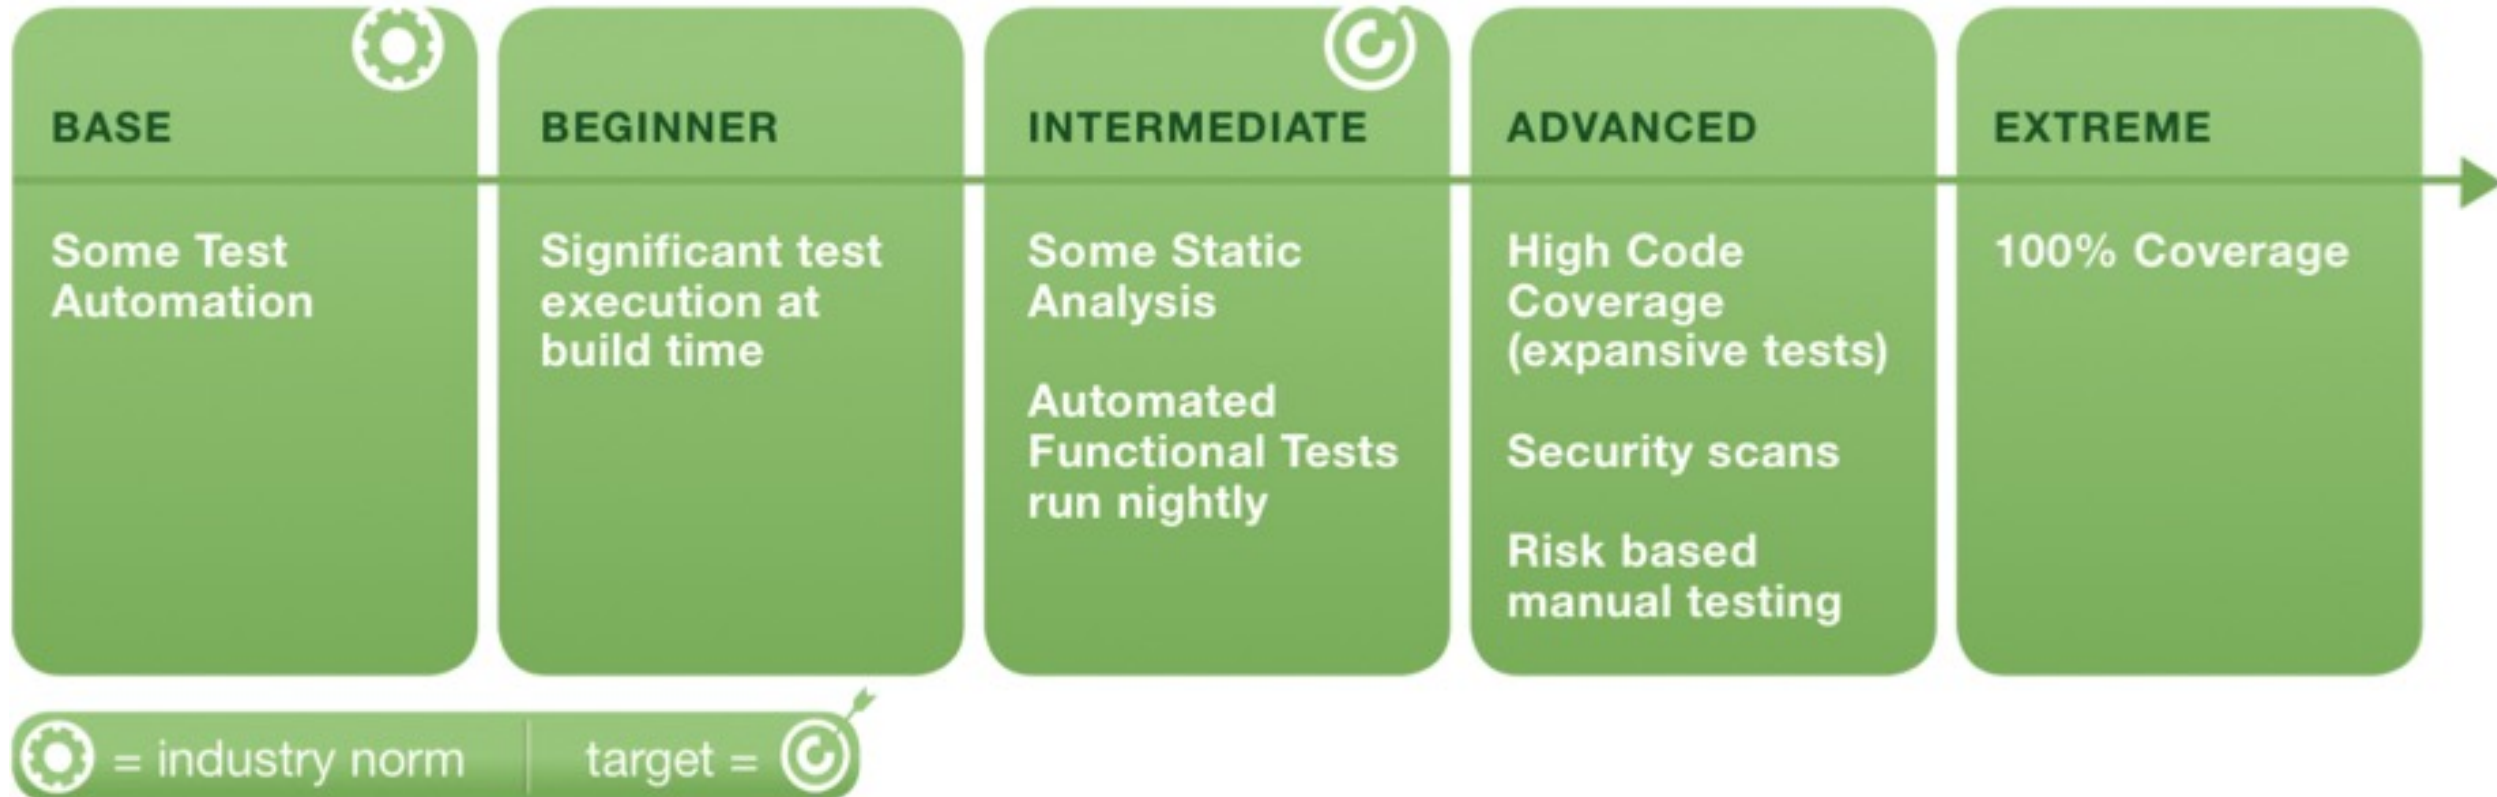 BASE
Some Test
Automation
BEGINNER
Significant test
execution at
build time
INTERMEDIATE
Some Static
Analysis
Automated
Functional Tests
run nightly
ADVANCED
High Code
Coverage
(expansive tests)
Security scans
Risk based
manual testing
EXTREME
100% Coverage
= industry norm
target =